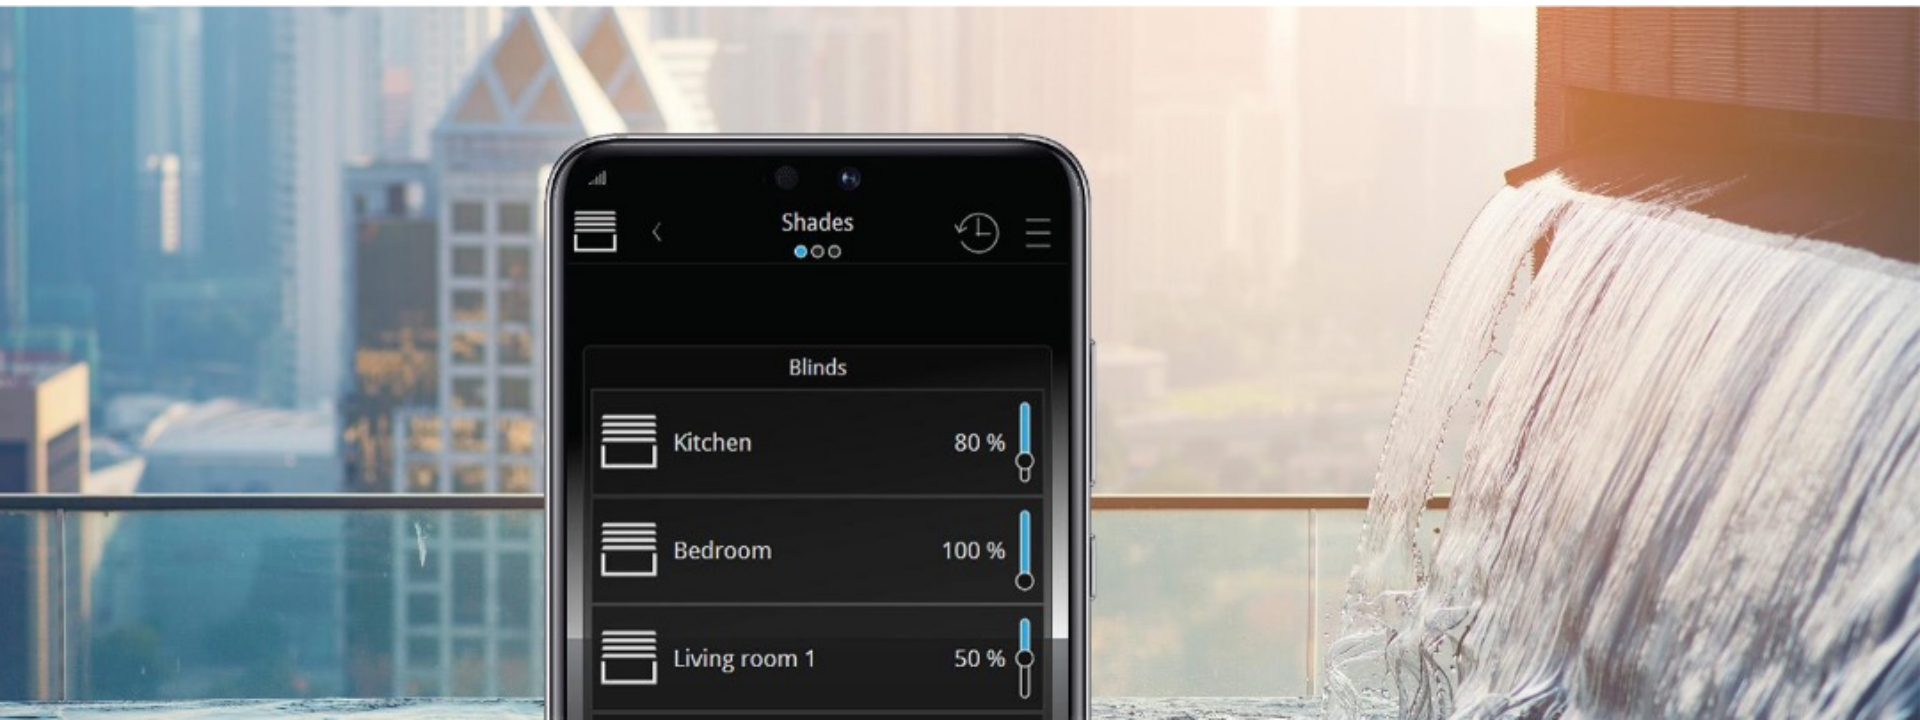 Shades
Blinds
Kitchen 80 %
Bedroom 100 %
Living room 1 50 %